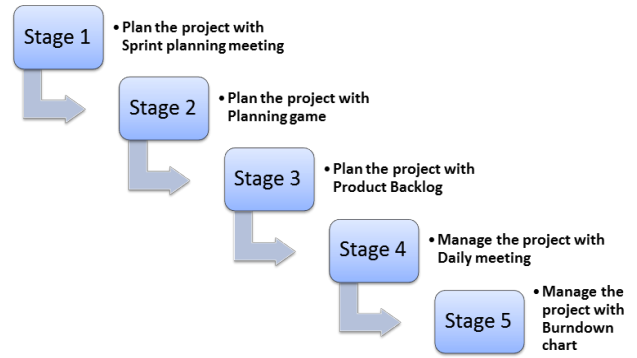 Stage 1
• Plan the project with
Sprint planning meeting
Stage 2
• Plan the project with
Planning game
Stage 3
• Plan the project with
Product Backlog
Stage 4
• Manage the project with
Daily meeting
Stage 5
• Manage the
project with
Burndown
chart